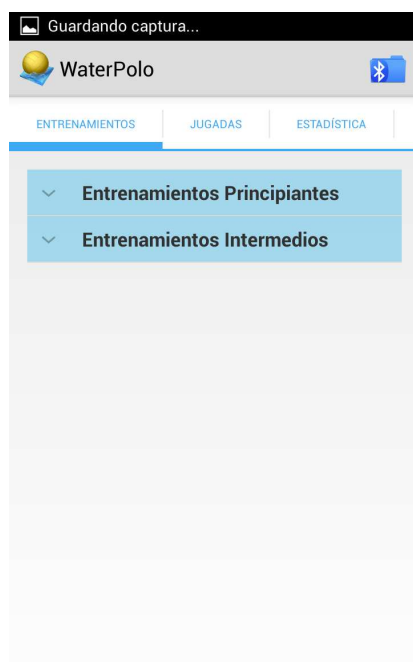 Guardando captura...
WaterPolo
ENTRENAMIENTOS JUGADAS ESTADÍSTICA
Entrenamientos Principiantes
Entrenamientos Intermedios